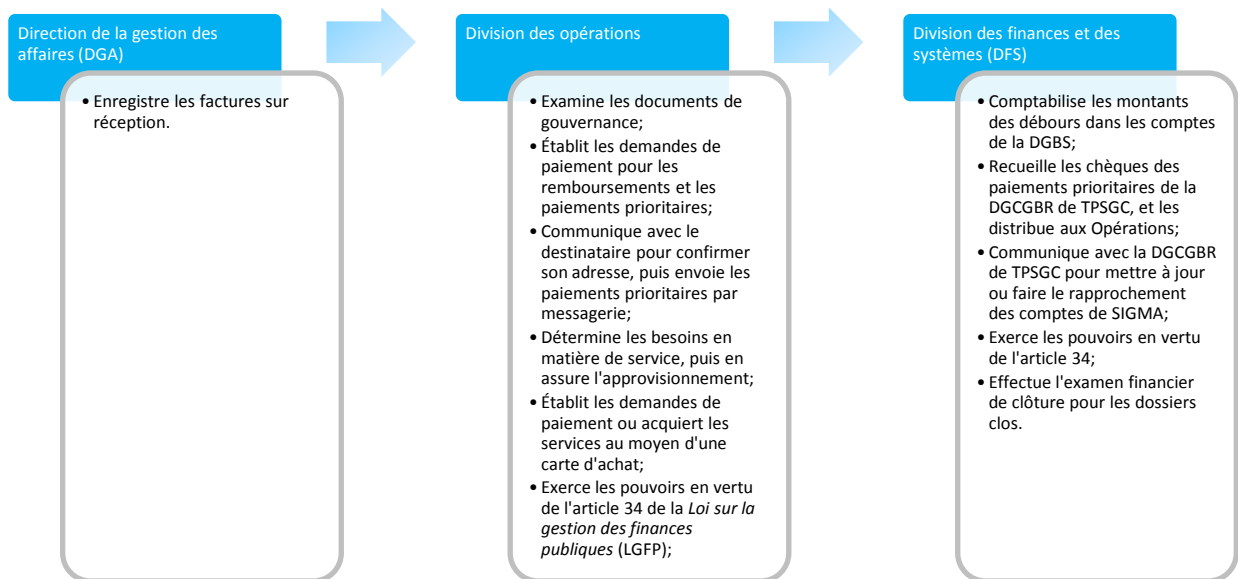 Direction de la gestion des
affaires (DGA)
• Enregistre les factures sur
réception.
Division des opérations
• Examine les documents de
gouvernance;
• Établit les demandes de
paiement pour les
remboursements et les
paiements prioritaires;
• Communique avec le
destinataire pour confirmer
son adresse, puis envoie les
paiements prioritaires par
messagerie;
• Détermine les besoins en
matière de service, puis en
assure l'approvisionnement;
• Établit les demandes de
paiement ou acquiert les
services au moyen d'une
carte d'achat;
• Exerce les pouvoirs en vertu
de l'article 34 de la Loi sur la
gestion des finances
publiques (LGFP);
Division des finances et des
systèmes (DFS)
• Comptabilise les montants
des débours dans les comptes
de la DGBS;
• Recueille les chèques des
paiements prioritaires de la
DGCGBR de TPSGC, et les
distribue aux Opérations;
• Communique avec la DGCGBR
de TPSGC pour mettre à jour
ou faire le rapprochement
des comptes de SIGMA;
• Exerce les pouvoirs en vertu
de l'article 34;
• Effectue l'examen financier
de clôture pour les dossiers
clos.